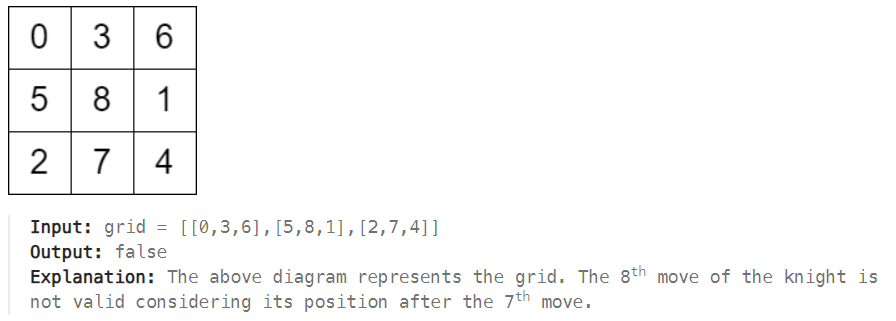 0 3 6
5 8 1
2 7 4
Input: grid = [[0,3,6],[5,8,1],[2,7,4]]
Output: false
Explanation: The above diagram represents the grid. The 8th move of the knight is
not valid considering its position after the 7th move.